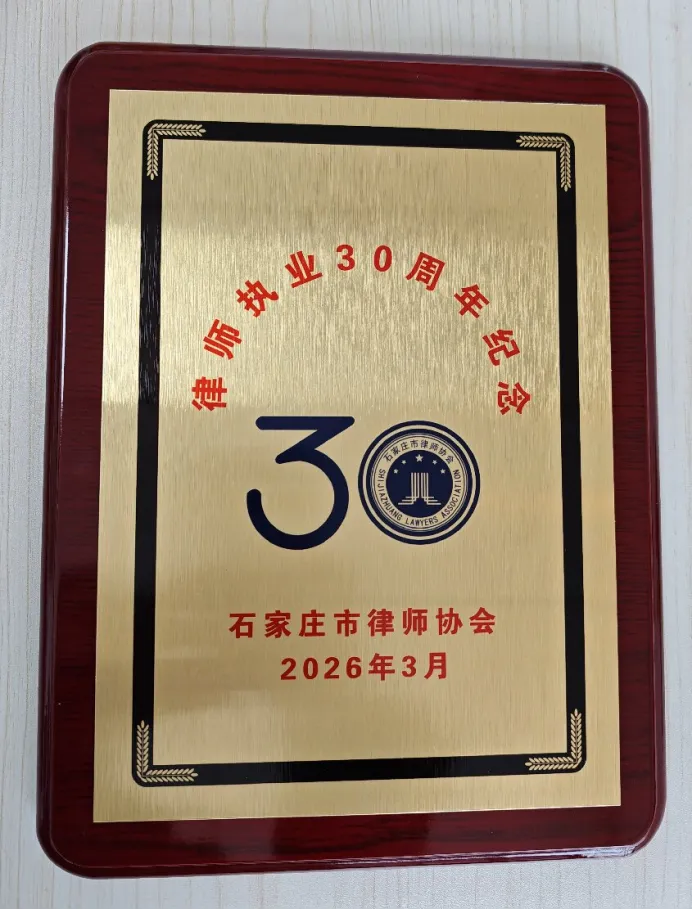 律师执业30周年纪念
30
石家庄市律师协会
SHIJIAZHUANG LAWYERS ASSOCIATION
石家庄市律师协会
2026年3月